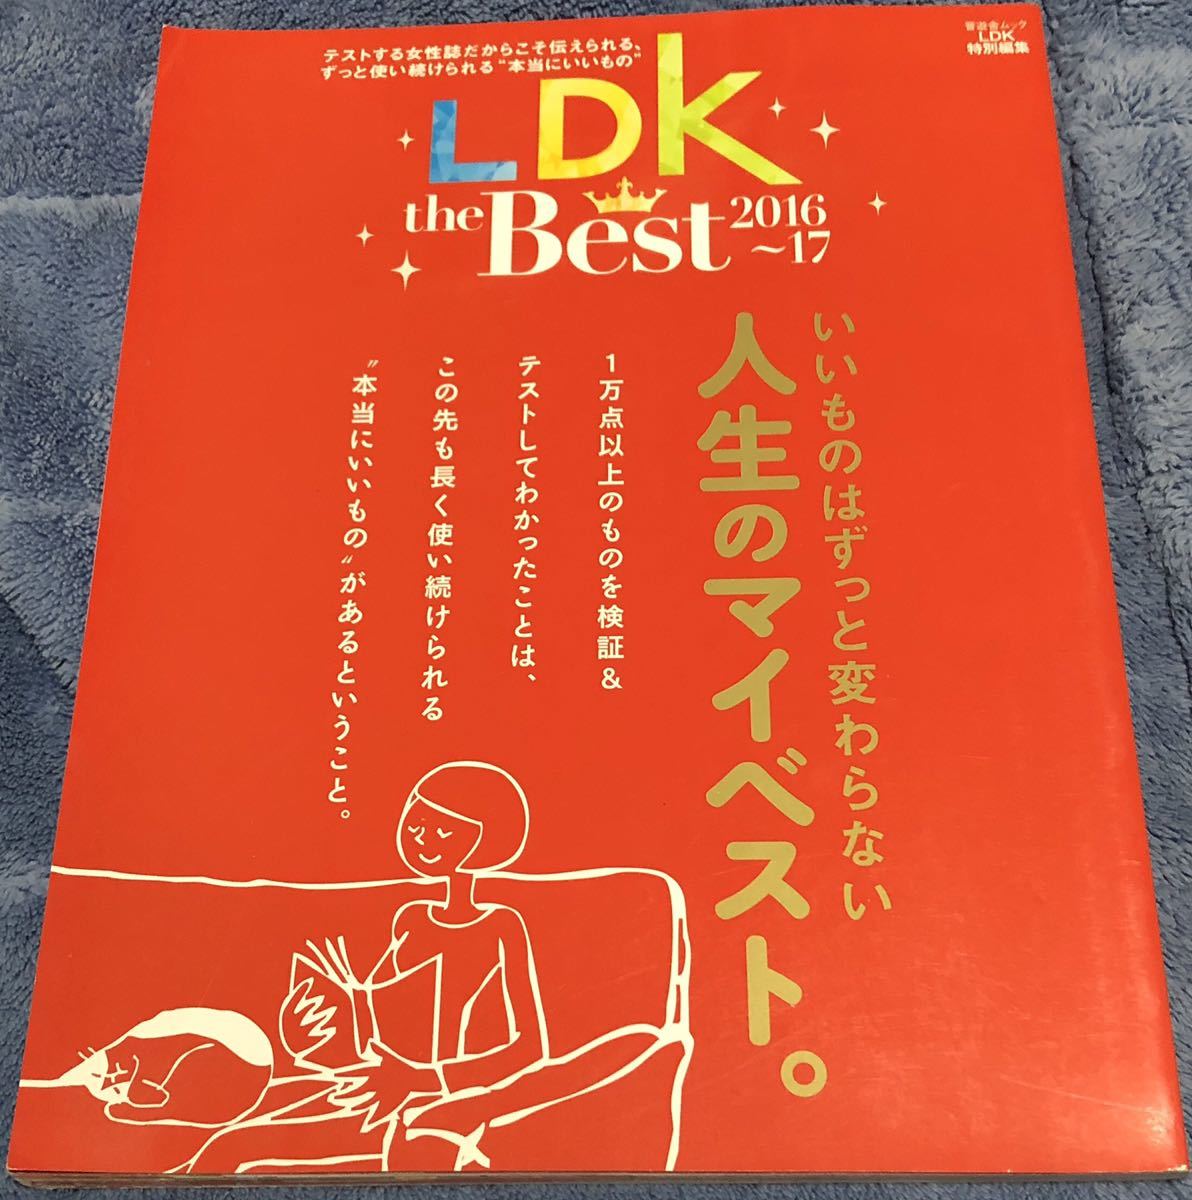 晋遊舎ムック
LDK
特別編集
テストする女性誌だからこそ伝えられる、
ずっと使い続けられる“本当にいいもの”
LDK
the Best 2016
～17
いいものはずっと変わらない
人生のマイベスト。
1万点以上のものを検証&
テストしてわかったことは、
この先も長く使い続けられる
〝本当にいいもの〟があるということ。